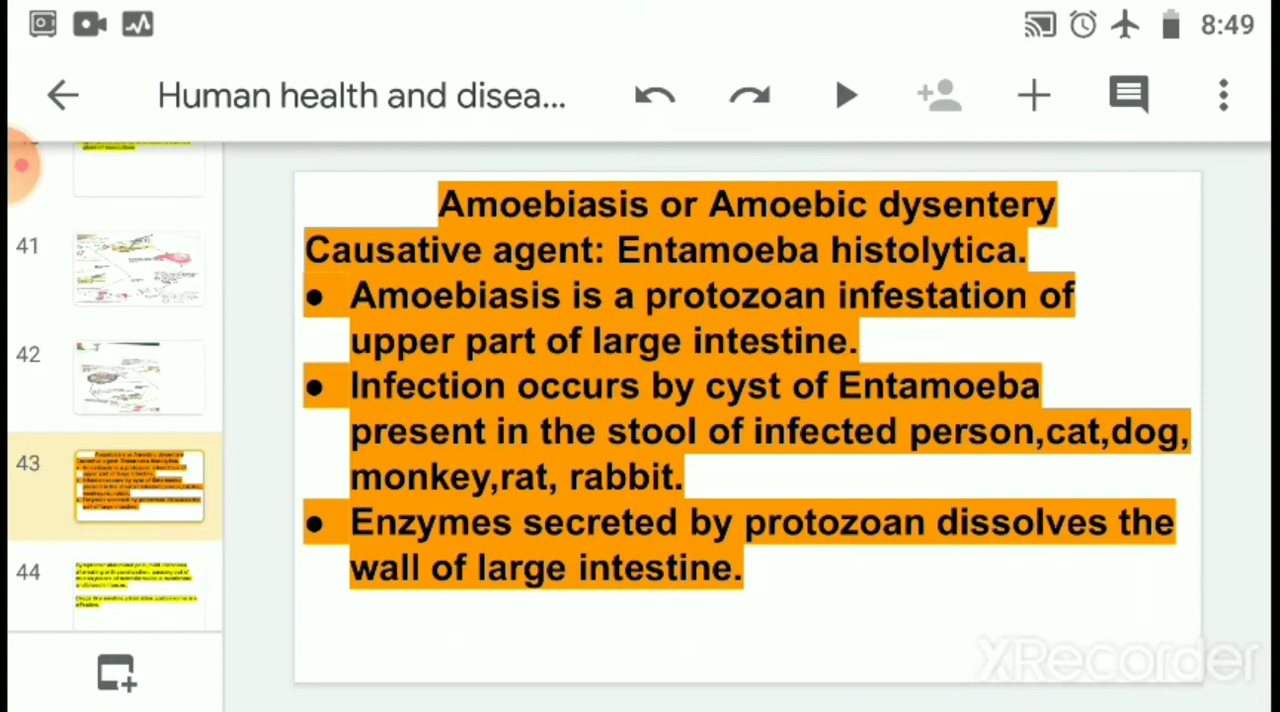 8:49
Human health and disea...
41
42
43
44
Amoebiasis or Amoebic dysentery
Causative agent: Entamoeba histolytica.
● Amoebiasis is a protozoan infestation of
upper part of large intestine.
● Infection occurs by cyst of Entamoeba
present in the stool of infected person,cat,dog,
monkey,rat, rabbit.
● Enzymes secreted by protozoan dissolves the
wall of large intestine.
XRecorder